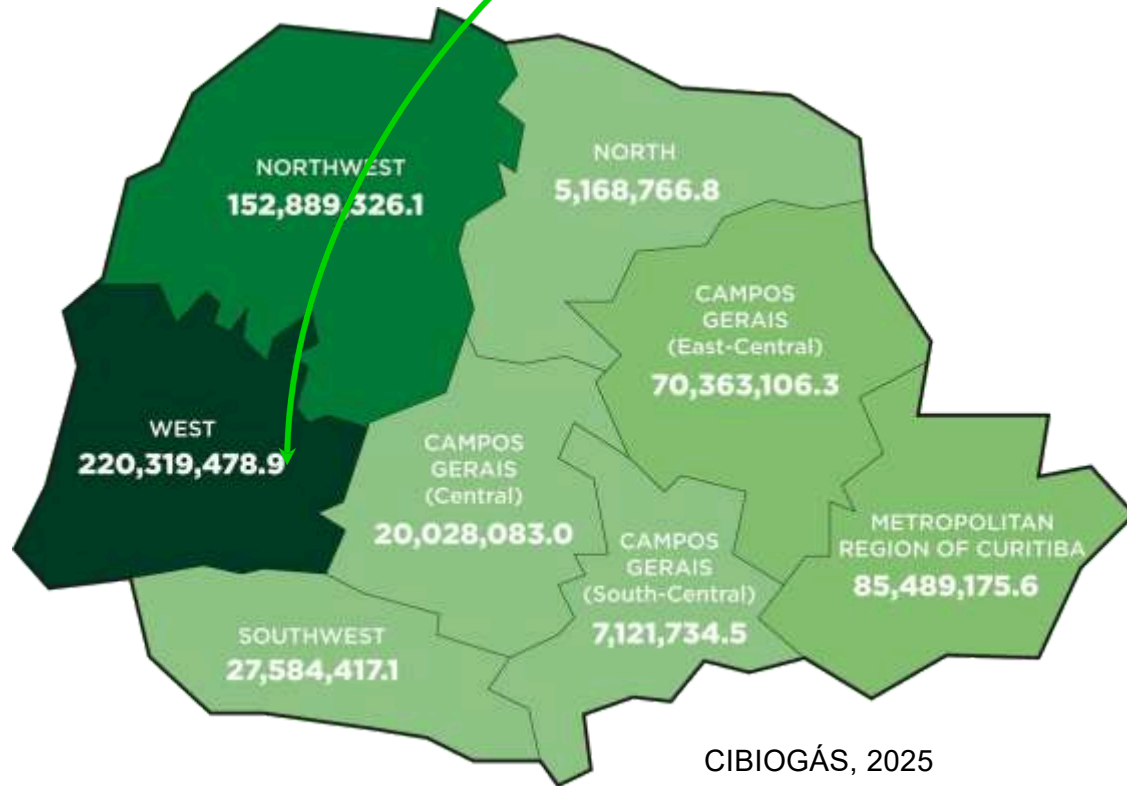 NORTHWEST
152,889,326.1
NORTH
5,168,766.8
CAMPOS
GERAIS
(East-Central)
70,363,106.3
WEST
220,319,478.9
CAMPOS
GERAIS
(Central)
20,028,083.0
CAMPOS
GERAIS
(South-Central)
7,121,734.5
METROPOLITAN
REGION OF CURITIBA
85,489,175.6
SOUTHWEST
27,584,417.1
CIBIOGÁS, 2025